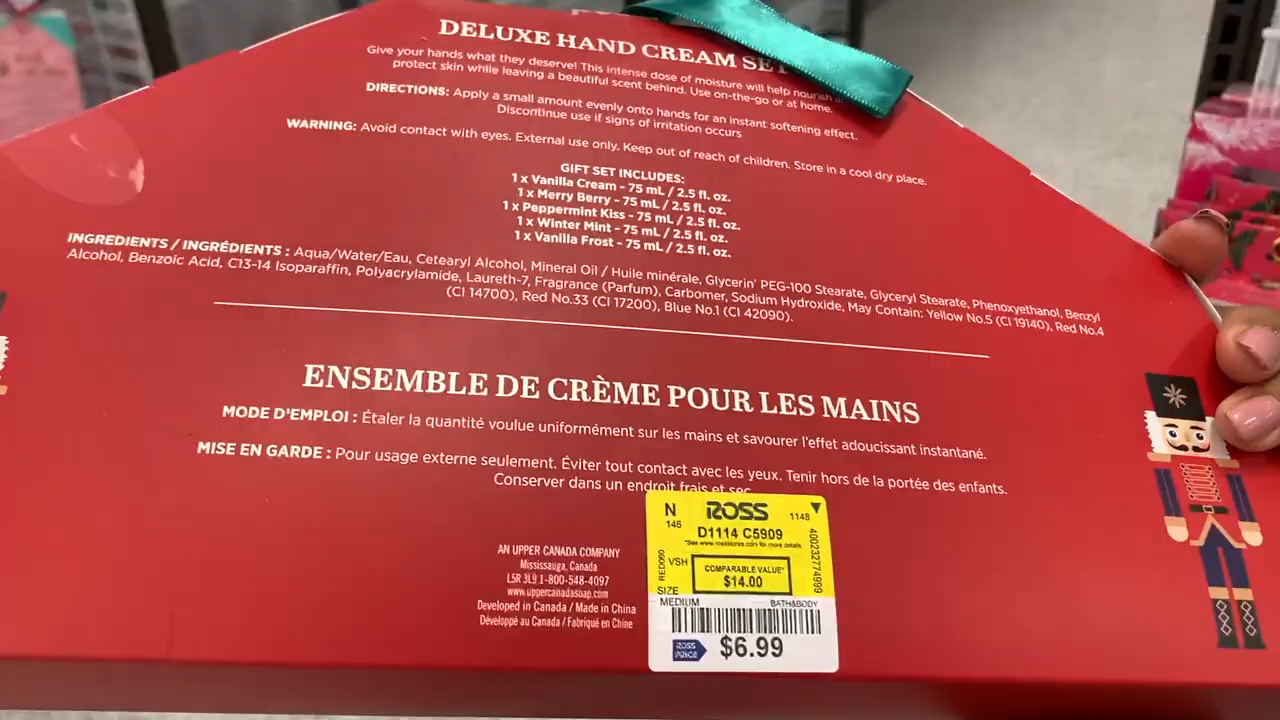 DELUXE HAND CREAM SET
Give your hands what they deserve! This intense dose of moisture will help nourish
protect skin while leaving a beautiful scent behind. Use on-the-go or at home.
DIRECTIONS: Apply a small amount evenly onto hands for an instant softening effect.
Discontinue use if signs of irritation occurs
WARNING: Avoid contact with eyes. External use only. Keep out of reach of children. Store in a cool dry place.
GIFT SET INCLUDES:
1 x Vanilla Cream - 75 mL / 2.5 fl. oz.
1 x Merry Berry - 75 mL / 2.5 fl. oz.
1 x Peppermint Kiss - 75 mL / 2.5 fl. oz.
1 x Winter Mint - 75 mL / 2.5 fl. oz.
1 x Vanilla Frost - 75 mL / 2.5 fl. oz.
INGREDIENTS / INGRÉDIENTS : Aqua/Water/Eau, Cetearyl Alcohol, Mineral Oil / Huile minérale, Glycerin' PEG-100 Stearate, Glyceryl Stearate, Phenoxyethanol, Benzyl
Alcohol, Benzoic Acid, C13-14 Isoparaffin, Polyacrylamide, Laureth-7, Fragrance (Parfum), Carbomer, Sodium Hydroxide, May Contain: Yellow No.5 (CI 19140), Red No.4
(CI 14700), Red No.33 (CI 17200), Blue No.1 (CI 42090).
ENSEMBLE DE CRÈME POUR LES MAINS
MODE D'EMPLOI : Étaler la quantité voulue uniformément sur les mains et savourer l'effet adoucissant instantané.
MISE EN GARDE : Pour usage externe seulement. Éviter tout contact avec les yeux. Tenir hors de la portée des enfants.
Conserver dans un endroit frais et sec
AN UPPER CANADA COMPANY
Mississauga, Canada
L5R 3L9 1-800-548-4097
www.uppercanadasoap.com
Developed in Canada / Made in China
Développé au Canada / Fabriqué en Chine
N ROSS 1148
146
D1114 C5909
*See www.rossstores.com for more details
RED050
VSH
COMPARABLE VALUE*
$14.00
400232774999
SIZE
MEDIUM BATH&BODY
ROSS
PRICE
$6.99